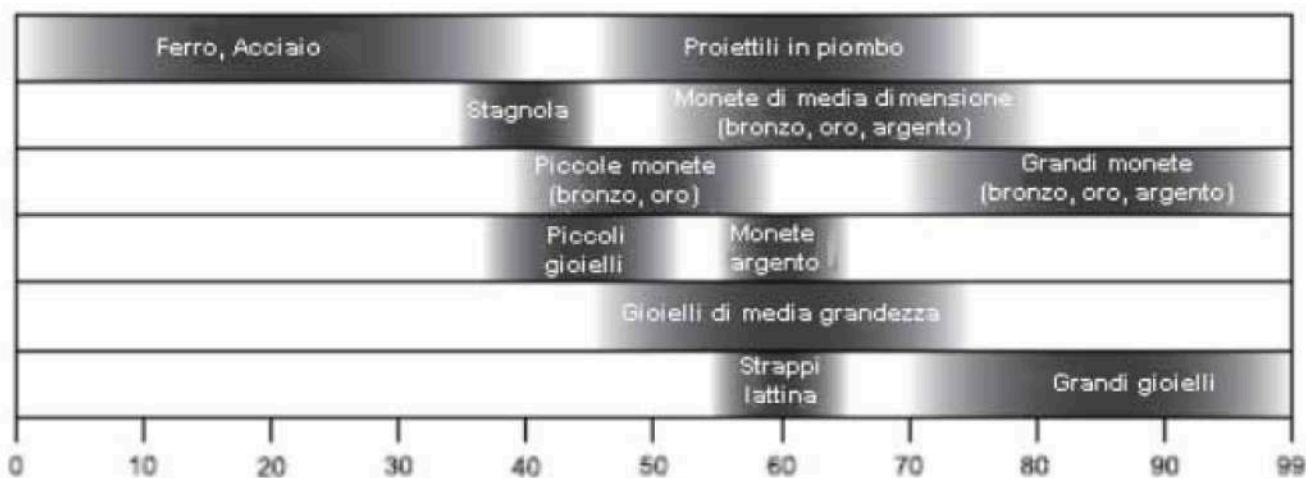 Ferro, Acciaio
Proiettili in piombo
Stagnola
Monete di media dimensione
(bronzo, oro, argento)
Piccole monete
(bronzo, oro)
Grandi monete
(bronzo, oro, argento)
Piccoli
gioielli
Monete
argento
Gioielli di media grandezza
Strappi
lattina
Grandi gioielli
0 10 20 30 40 50 60 70 80 90 99